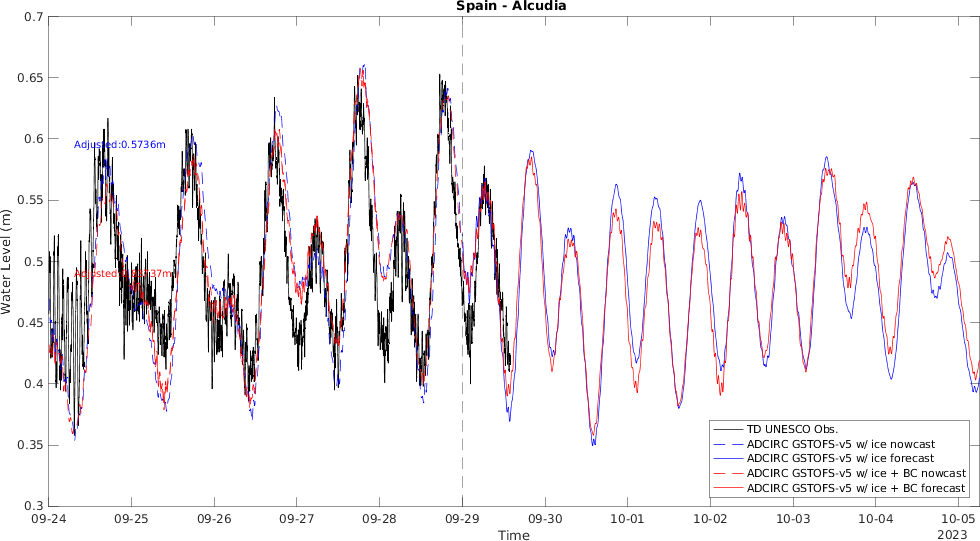 Spain - Alcudia
0.7
0.65
0.6
0.55
0.5
0.45
0.4
0.35
0.3
Water Level (m)
Adjusted:0.5736m
TD UNESCO Obs.
ADCIRC GSTOFS-v5 w/ ice nowcast
ADCIRC GSTOFS-v5 w/ ice forecast
ADCIRC GSTOFS-v5 w/ ice + BC nowcast
ADCIRC GSTOFS-v5 w/ ice + BC forecast
09-24 09-25 09-26 09-27 09-28 09-29 09-30 10-01 10-02 10-03 10-04 10-05
Time
2023